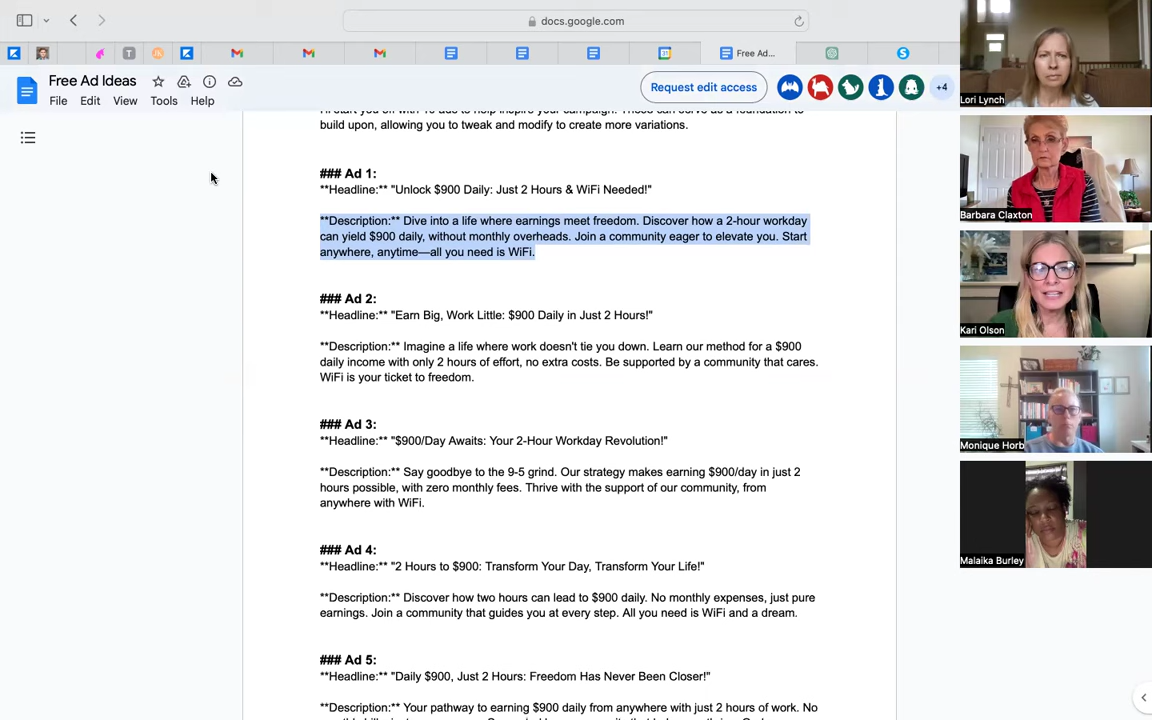 docs.google.com
Free Ad...
Free Ad Ideas
File Edit View Tools Help
Request edit access
+4
build upon, allowing you to tweak and modify to create more variations.
### Ad 1:
**Headline:** "Unlock $900 Daily: Just 2 Hours & WiFi Needed!"
**Description:** Dive into a life where earnings meet freedom. Discover how a 2-hour workday
can yield $900 daily, without monthly overheads. Join a community eager to elevate you. Start
anywhere, anytime—all you need is WiFi.
### Ad 2:
**Headline:** "Earn Big, Work Little: $900 Daily in Just 2 Hours!"
**Description:** Imagine a life where work doesn't tie you down. Learn our method for a $900
daily income with only 2 hours of effort, no extra costs. Be supported by a community that cares.
WiFi is your ticket to freedom.
### Ad 3:
**Headline:** "$900/Day Awaits: Your 2-Hour Workday Revolution!"
**Description:** Say goodbye to the 9-5 grind. Our strategy makes earning $900/day in just 2
hours possible, with zero monthly fees. Thrive with the support of our community, from
anywhere with WiFi.
### Ad 4:
**Headline:** "2 Hours to $900: Transform Your Day, Transform Your Life!"
**Description:** Discover how two hours can lead to $900 daily. No monthly expenses, just pure
earnings. Join a community that guides you at every step. All you need is WiFi and a dream.
### Ad 5:
**Headline:** "Daily $900, Just 2 Hours: Freedom Has Never Been Closer!"
**Description:** Your pathway to earning $900 daily from anywhere with just 2 hours of work. No
Lori Lynch
Barbara Claxton
Kari Olson
Monique Horb
Malaika Burley